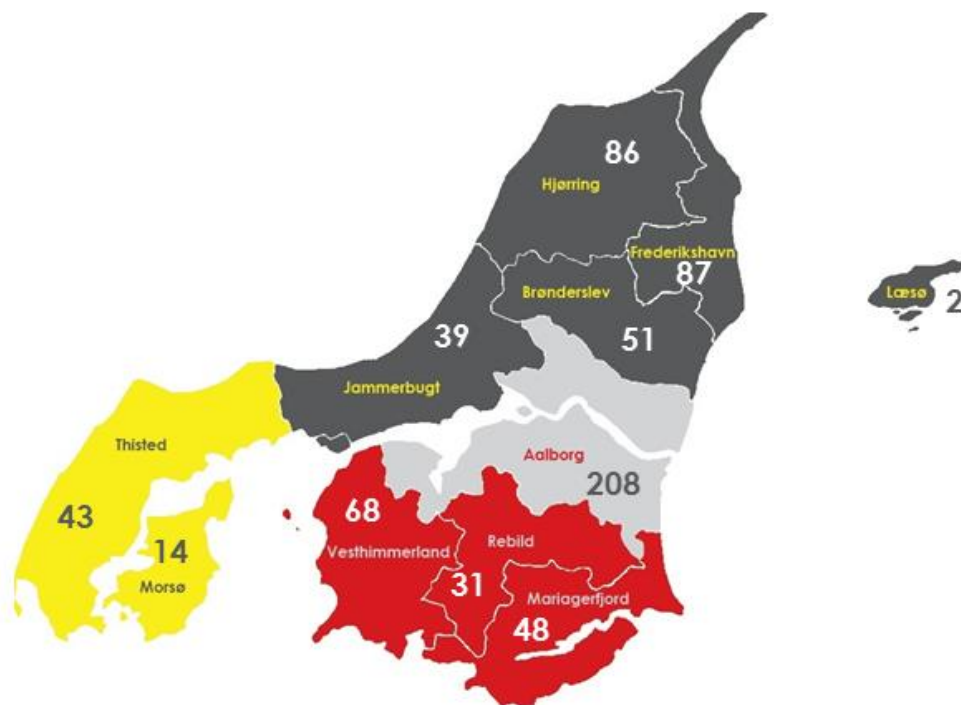 86
Hjørring
Frederikshavn
87
Brønderslev
Læsø
2
51
39
Jammerbugt
Thisted
Aalborg
208
43
68
14
Vesthimmerland
Rebild
31
Morsø
Mariagerfjord
48